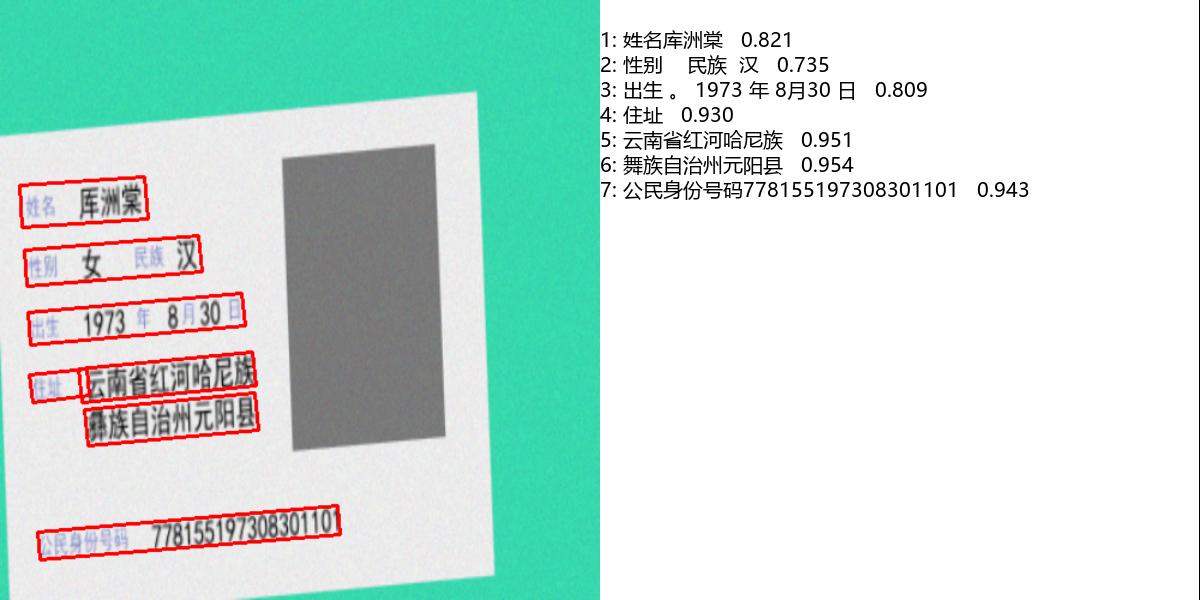 姓名 厍洲棠
性别 女 民族 汉
出生 1973 年 8 月 30 日
住址 云南省红河哈尼族
彝族自治州元阳县
公民身份号码 778155197308301101
1: 姓名库洲棠 0.821
2: 性别 民族 汉 0.735
3: 出生 。 1973 年 8月30 日 0.809
4: 住址 0.930
5: 云南省红河哈尼族 0.951
6: 舞族自治州元阳县 0.954
7: 公民身份号码778155197308301101 0.943